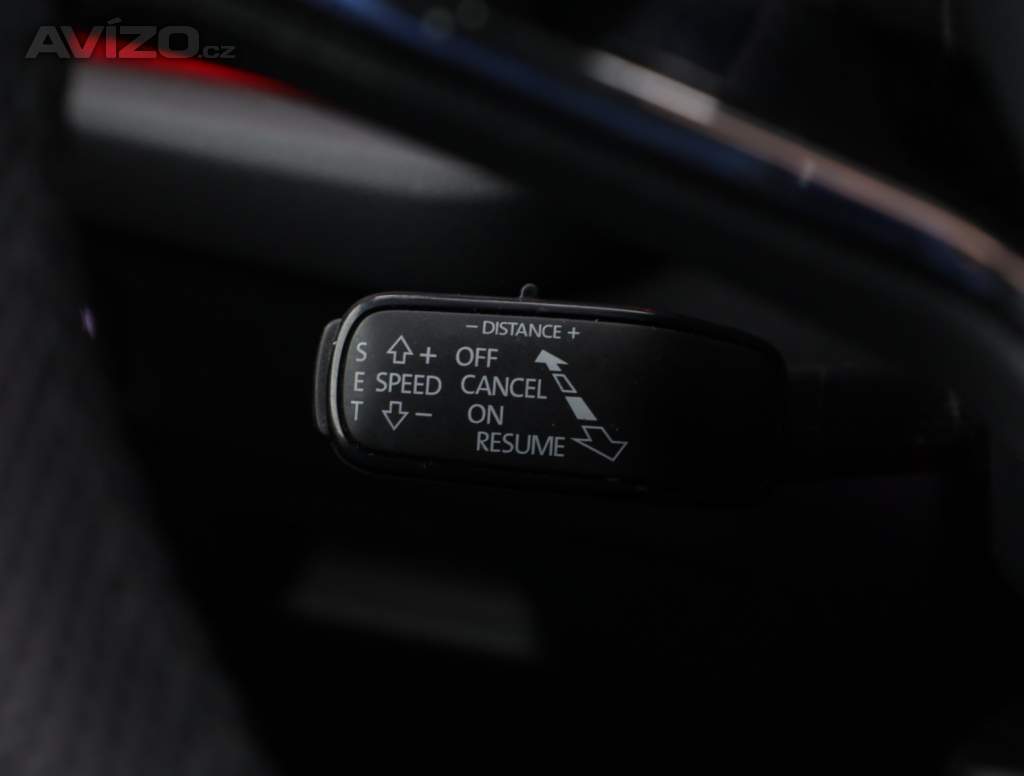 AVÍZO.cz
– DISTANCE +
S + OFF
E SPEED CANCEL
T – ON
RESUME